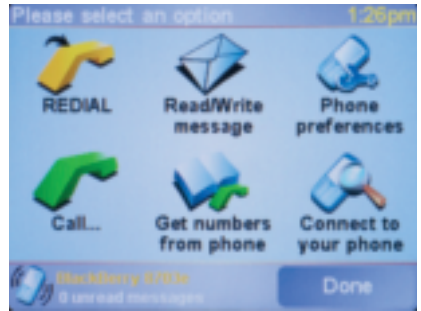 Please select an option 1:26pm
REDIAL
Read/Write
message
Phone
preferences
Call...
Get numbers
from phone
Connect to
your phone
BlackBerry
0 unread messages
Done